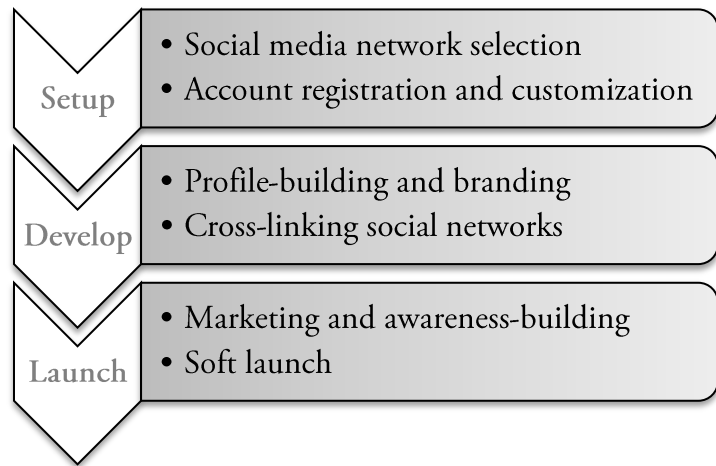 Setup
• Social media network selection
• Account registration and customization
Develop
• Profile-building and branding
• Cross-linking social networks
Launch
• Marketing and awareness-building
• Soft launch